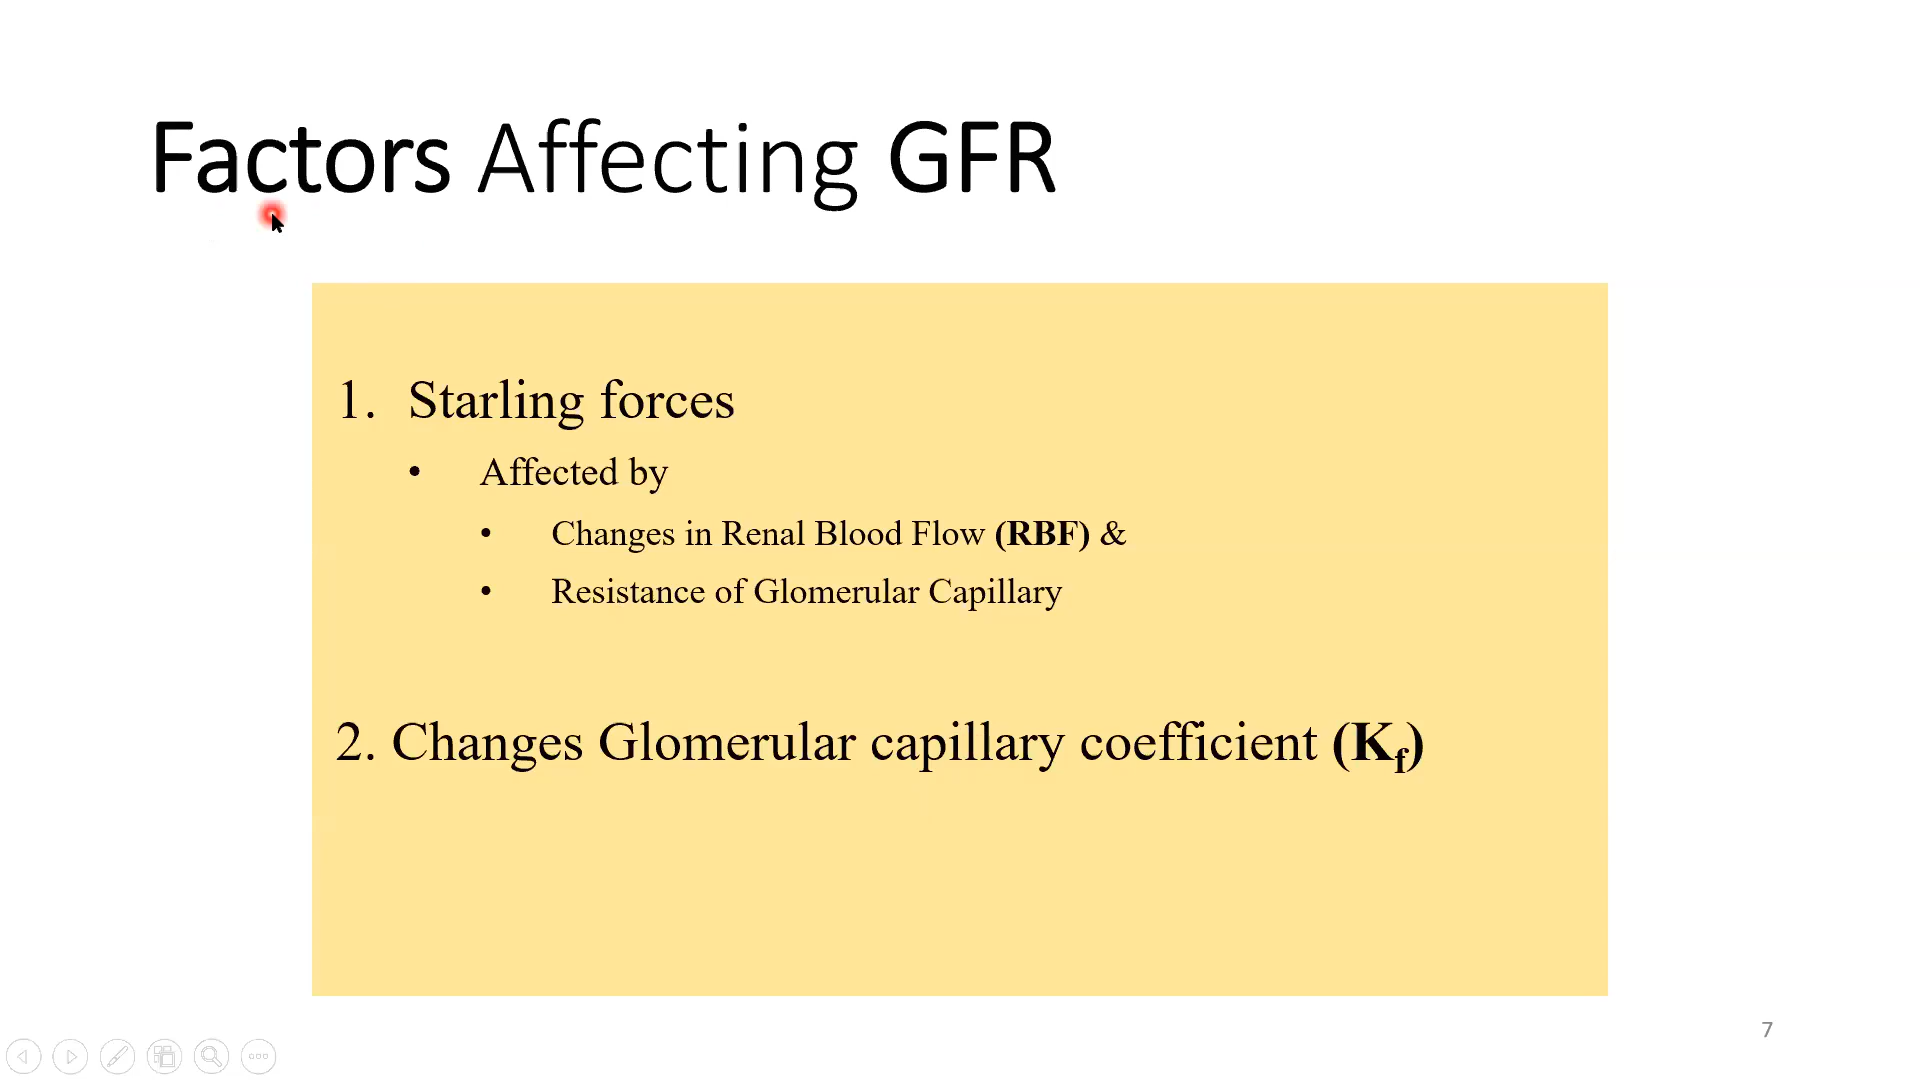 Factors Affecting GFR
1. Starling forces
• Affected by
• Changes in Renal Blood Flow (RBF) &
• Resistance of Glomerular Capillary
2. Changes Glomerular capillary coefficient (Kf)
7